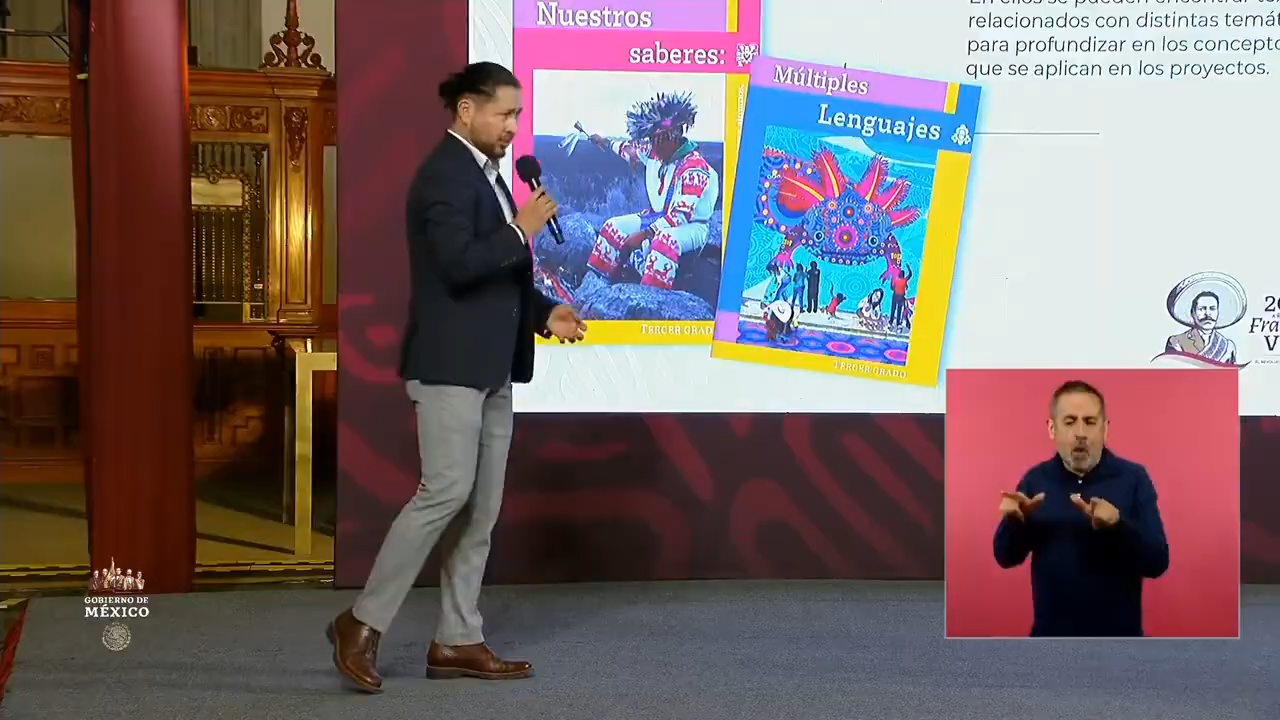 Nuestros
saberes:
TERCER GRAD
Múltiples
Lenguajes
TERCER GRADO
relacionados con distintas temát
para profundizar en los concepto
que se aplican en los proyectos.
GOBIERNO DE
MÉXICO